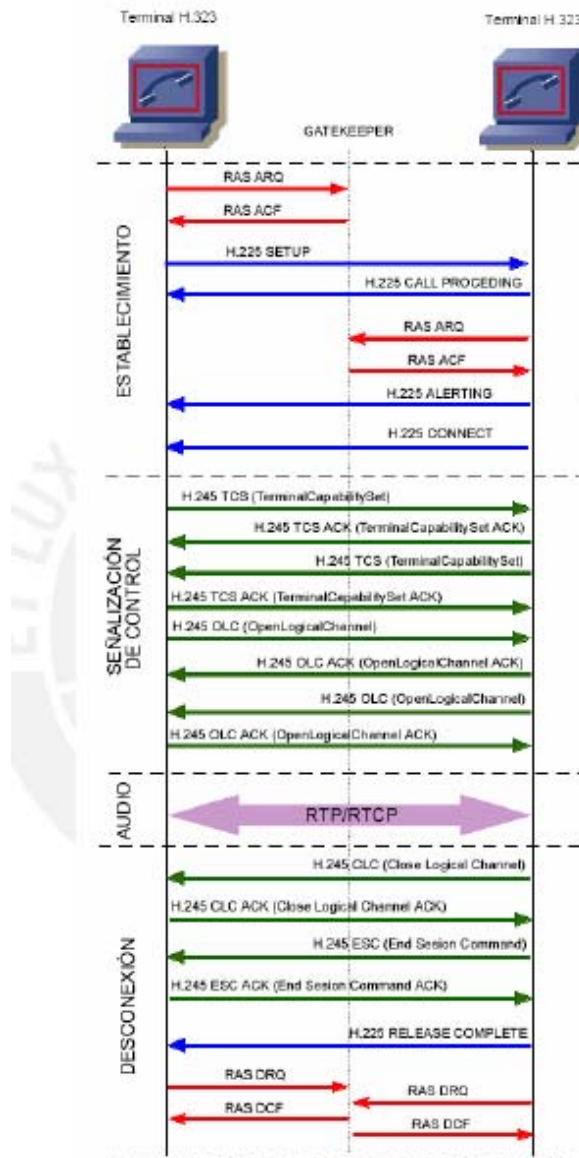 Terminal H.323
Terminal H.323
GATEKEEPER
ESTABLECIMIENTO
RAS ARQ
RAS ACF
H.225 SETUP
H.225 CALL PROCEDING
RAS ARQ
RAS ACF
H.225 ALERTING
H.225 CONNECT
SEÑALIZACIÓN
DE CONTROL
H.245 TCS (TerminalCapabilitySet)
H.245 TCS ACK (TerminalCapabilitySet ACK)
H.245 TCS (TerminalCapabilitySet)
H.245 TCS ACK (TerminalCapabilitySet ACK)
H.245 OLC (OpenLogicalChannel)
H.245 OLC ACK (OpenLogicalChannel ACK)
H.245 OLC (OpenLogicalChannel)
H.245 OLC ACK (OpenLogicalChannel ACK)
AUDIO
RTP/RTCP
DESCONEXIÓN
H.245 CLC (Close Logical Channel)
H.245 CLC ACK (Close Logical Channel ACK)
H.245 ESC (End Sesion Command)
H.245 ESC ACK (End Sesion Command ACK)
H.225 RELEASE COMPLETE
RAS DRQ
RAS DRQ
RAS DCF
RAS DCF
ET LUX